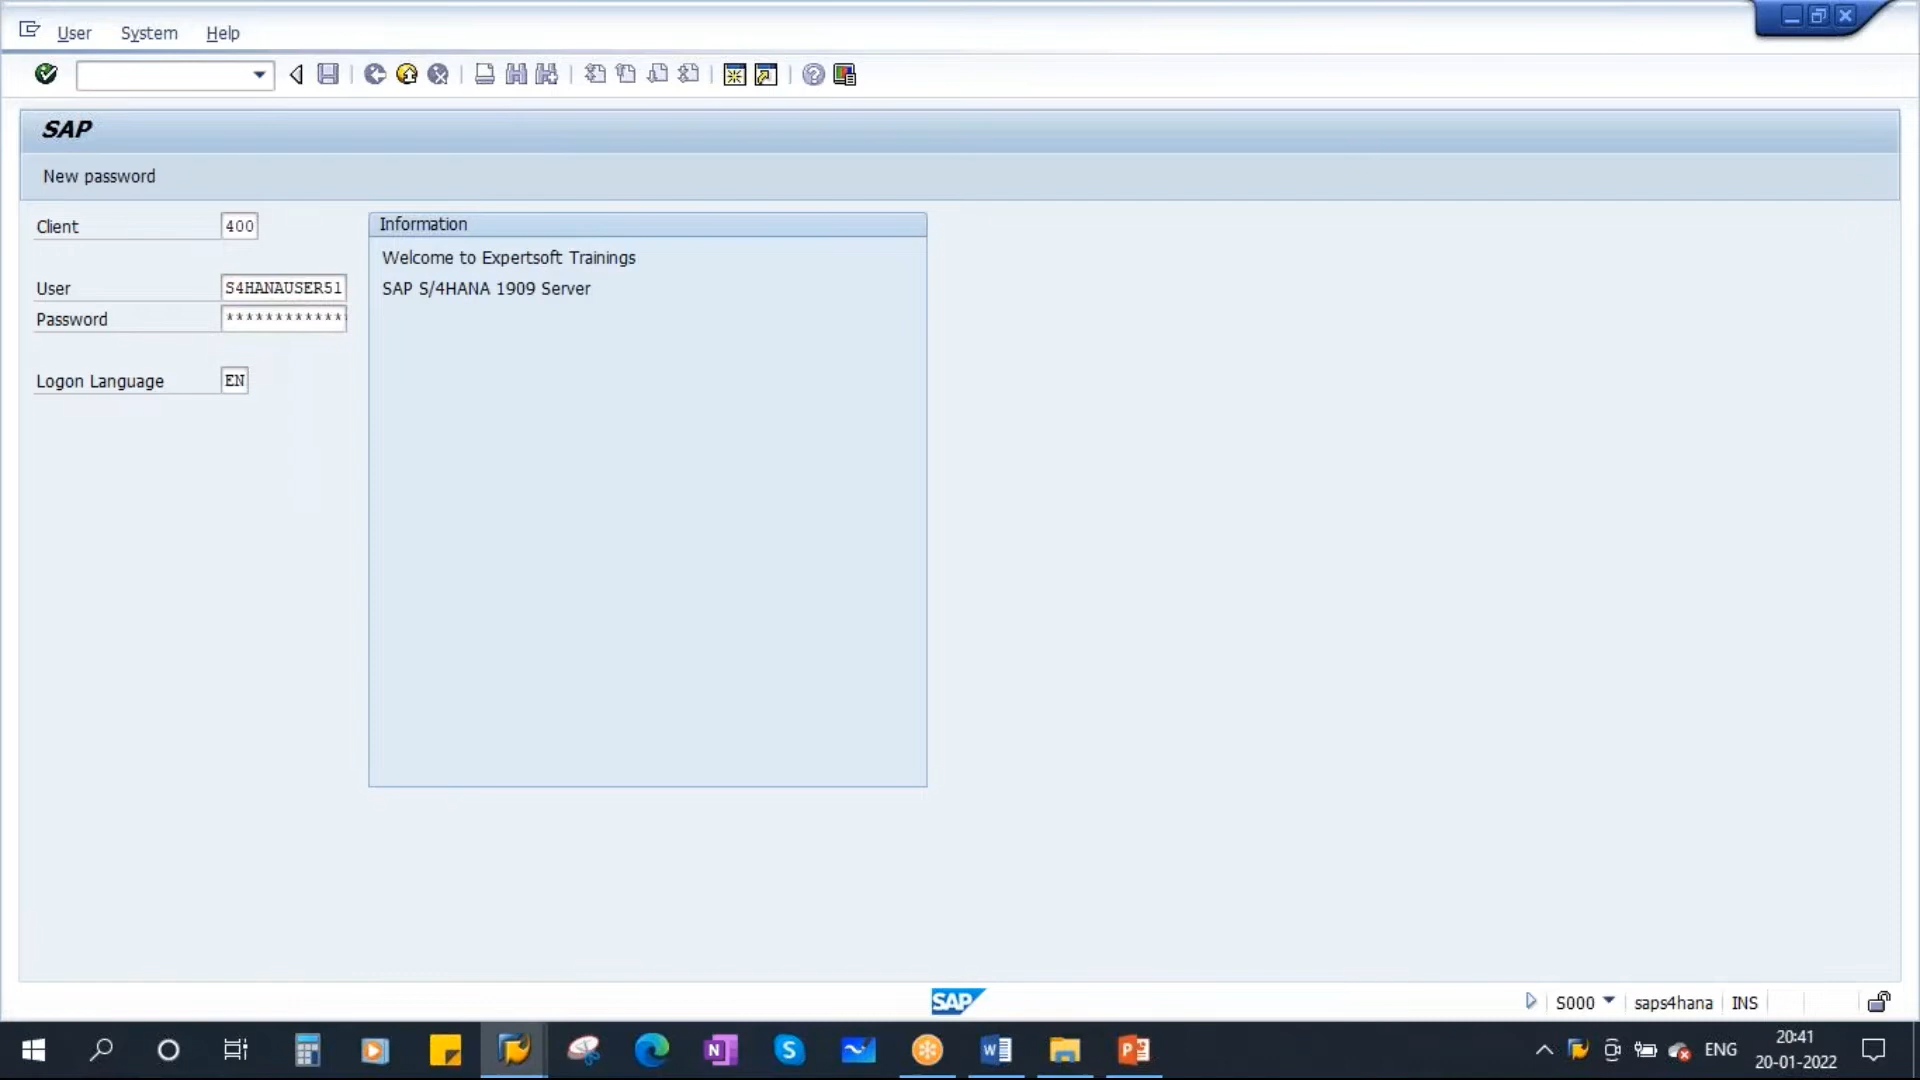 User System Help
SAP
New password
Client 400
Information
Welcome to Expertsoft Trainings
User S4HANAUSER51
SAP S/4HANA 1909 Server
Password ************
Logon Language EN
SAP
S000 saps4hana INS
N S W P
ENG
20:41
20-01-2022